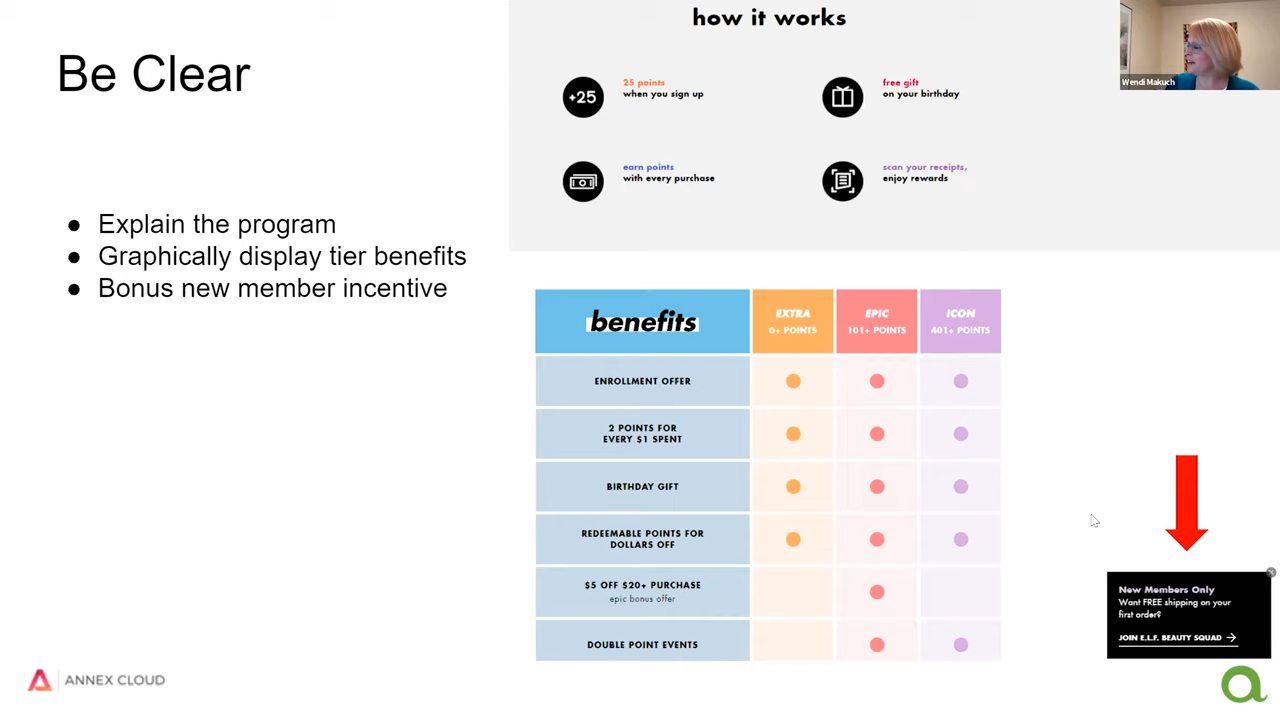 Be Clear
● Explain the program
● Graphically display tier benefits
● Bonus new member incentive
how it works
+25
25 points
when you sign up
free gift
on your birthday
earn points
with every purchase
scan your receipts,
enjoy rewards
Wendi Makuch
benefits
EXTRA
0+ POINTS
EPIC
101+ POINTS
ICON
401+ POINTS
ENROLLMENT OFFER
2 POINTS FOR
EVERY $1 SPENT
BIRTHDAY GIFT
REDEEMABLE POINTS FOR
DOLLARS OFF
$5 OFF $20+ PURCHASE
epic bonus offer
DOUBLE POINT EVENTS
New Members Only
Want FREE shipping on your
first order?
JOIN E.L.F. BEAUTY SQUAD
ANNEX CLOUD